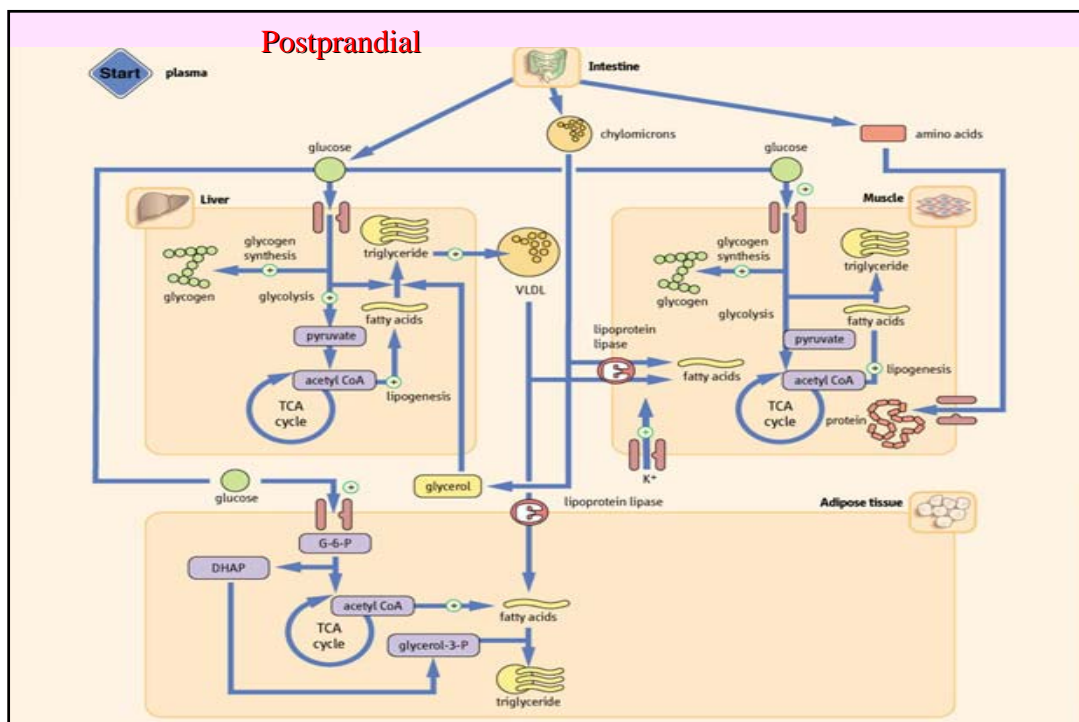 Postprandial
Start
plasma
Intestine
chylomicrons
amino acids
glucose
glucose
Liver
Muscle
glycogen
synthesis
triglyceride
glycogen
glycolysis
fatty acids
pyruvate
acetyl CoA
lipogenesis
TCA
cycle
VLDL
lipoprotein
lipase
fatty acids
K+
glycogen
synthesis
triglyceride
glycogen
glycolysis
fatty acids
pyruvate
acetyl CoA
lipogenesis
TCA
cycle
protein
glucose
glycerol
lipoprotein lipase
Adipose tissue
G-6-P
DHAP
acetyl CoA
fatty acids
TCA
cycle
glycerol-3-P
triglyceride